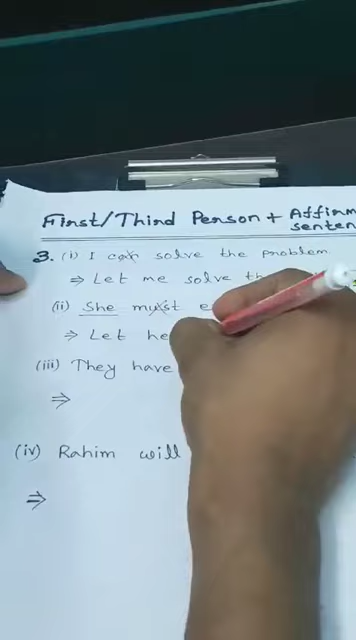 First/Third Person + Affirm
senten
3. (i) I can solve the problem
⇒ Let me solve th
(ii) She must e
⇒ Let he
(iii) They have
⇒
(iv) Rahim will
⇒